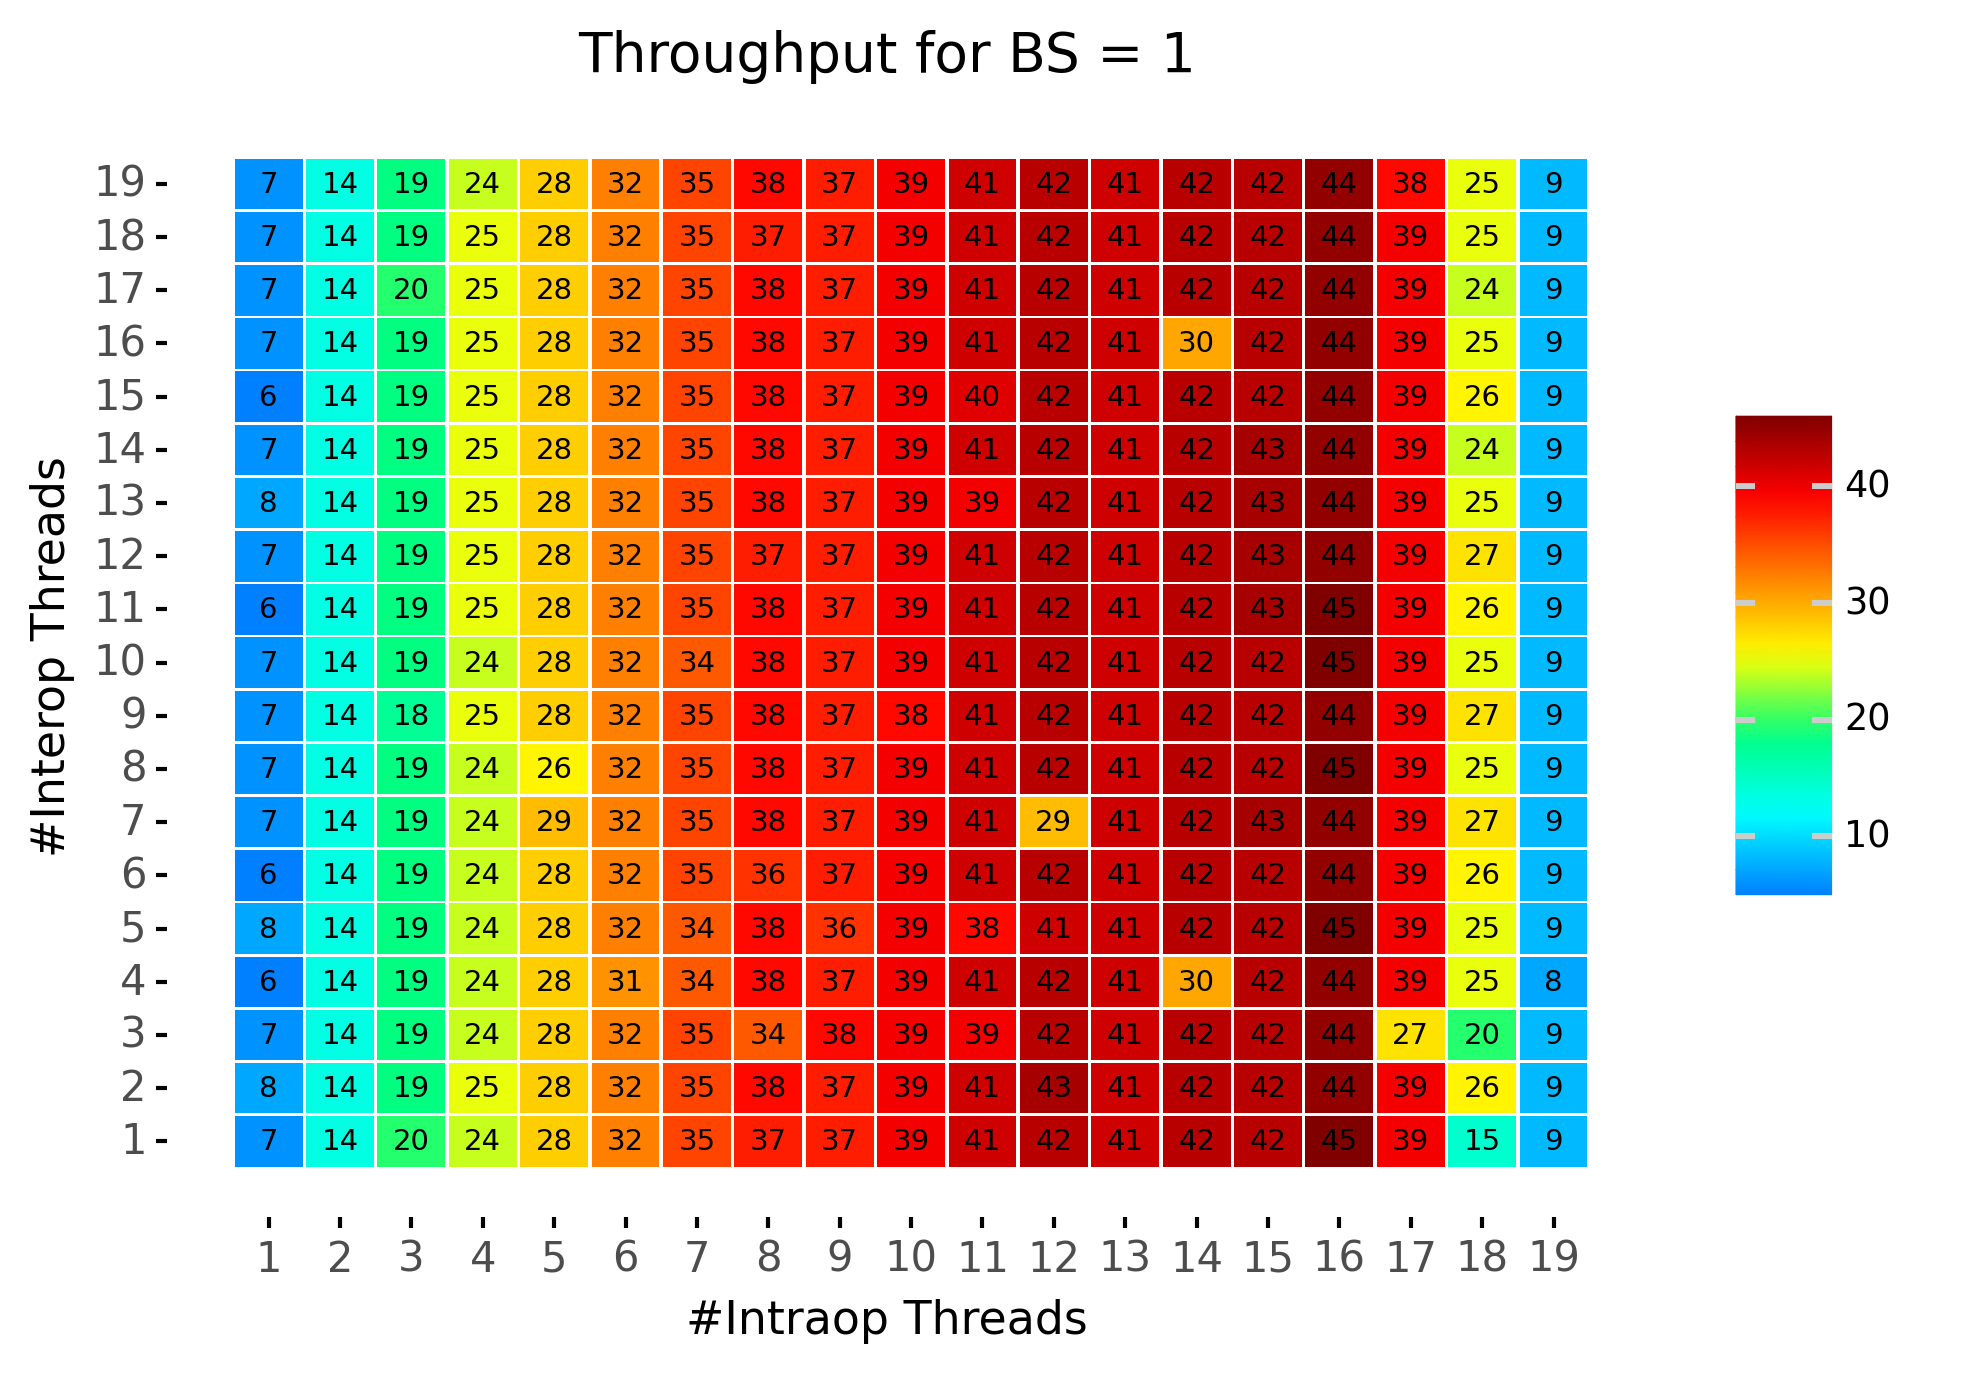 Throughput for BS = 1
19 7 14 19 24 28 32 35 38 37 39 41 42 41 42 42 44 38 25 9
18 7 14 19 25 28 32 35 37 37 39 41 42 41 42 42 44 39 25 9
17 7 14 20 25 28 32 35 38 37 39 41 42 41 42 42 44 39 24 9
16 7 14 19 25 28 32 35 38 37 39 41 42 41 30 42 44 39 25 9
15 6 14 19 25 28 32 35 38 37 39 40 42 41 42 42 44 39 26 9
14 7 14 19 25 28 32 35 38 37 39 41 42 41 42 43 44 39 24 9
13 8 14 19 25 28 32 35 38 37 39 39 42 41 42 43 44 39 25 9
12 7 14 19 25 28 32 35 37 37 39 41 42 41 42 43 44 39 27 9
11 6 14 19 25 28 32 35 38 37 39 41 42 41 42 43 45 39 26 9
10 7 14 19 24 28 32 34 38 37 39 41 42 41 42 42 45 39 25 9
9 7 14 18 25 28 32 35 38 37 38 41 42 41 42 42 44 39 27 9
8 7 14 19 24 26 32 35 38 37 39 41 42 41 42 42 45 39 25 9
7 7 14 19 24 29 32 35 38 37 39 41 29 41 42 43 44 39 27 9
6 6 14 19 24 28 32 35 36 37 39 41 42 41 42 42 44 39 26 9
5 8 14 19 24 28 32 34 38 36 39 38 41 41 42 42 45 39 25 9
4 6 14 19 24 28 31 34 38 37 39 41 42 41 30 42 44 39 25 8
3 7 14 19 24 28 32 35 34 38 39 39 42 41 42 42 44 27 20 9
2 8 14 19 25 28 32 35 38 37 39 41 43 41 42 42 44 39 26 9
1 7 14 20 24 28 32 35 37 37 39 41 42 41 42 42 45 39 15 9
1 2 3 4 5 6 7 8 9 10 11 12 13 14 15 16 17 18 19
#Intraop Threads
#Interop Threads
40
30
20
10